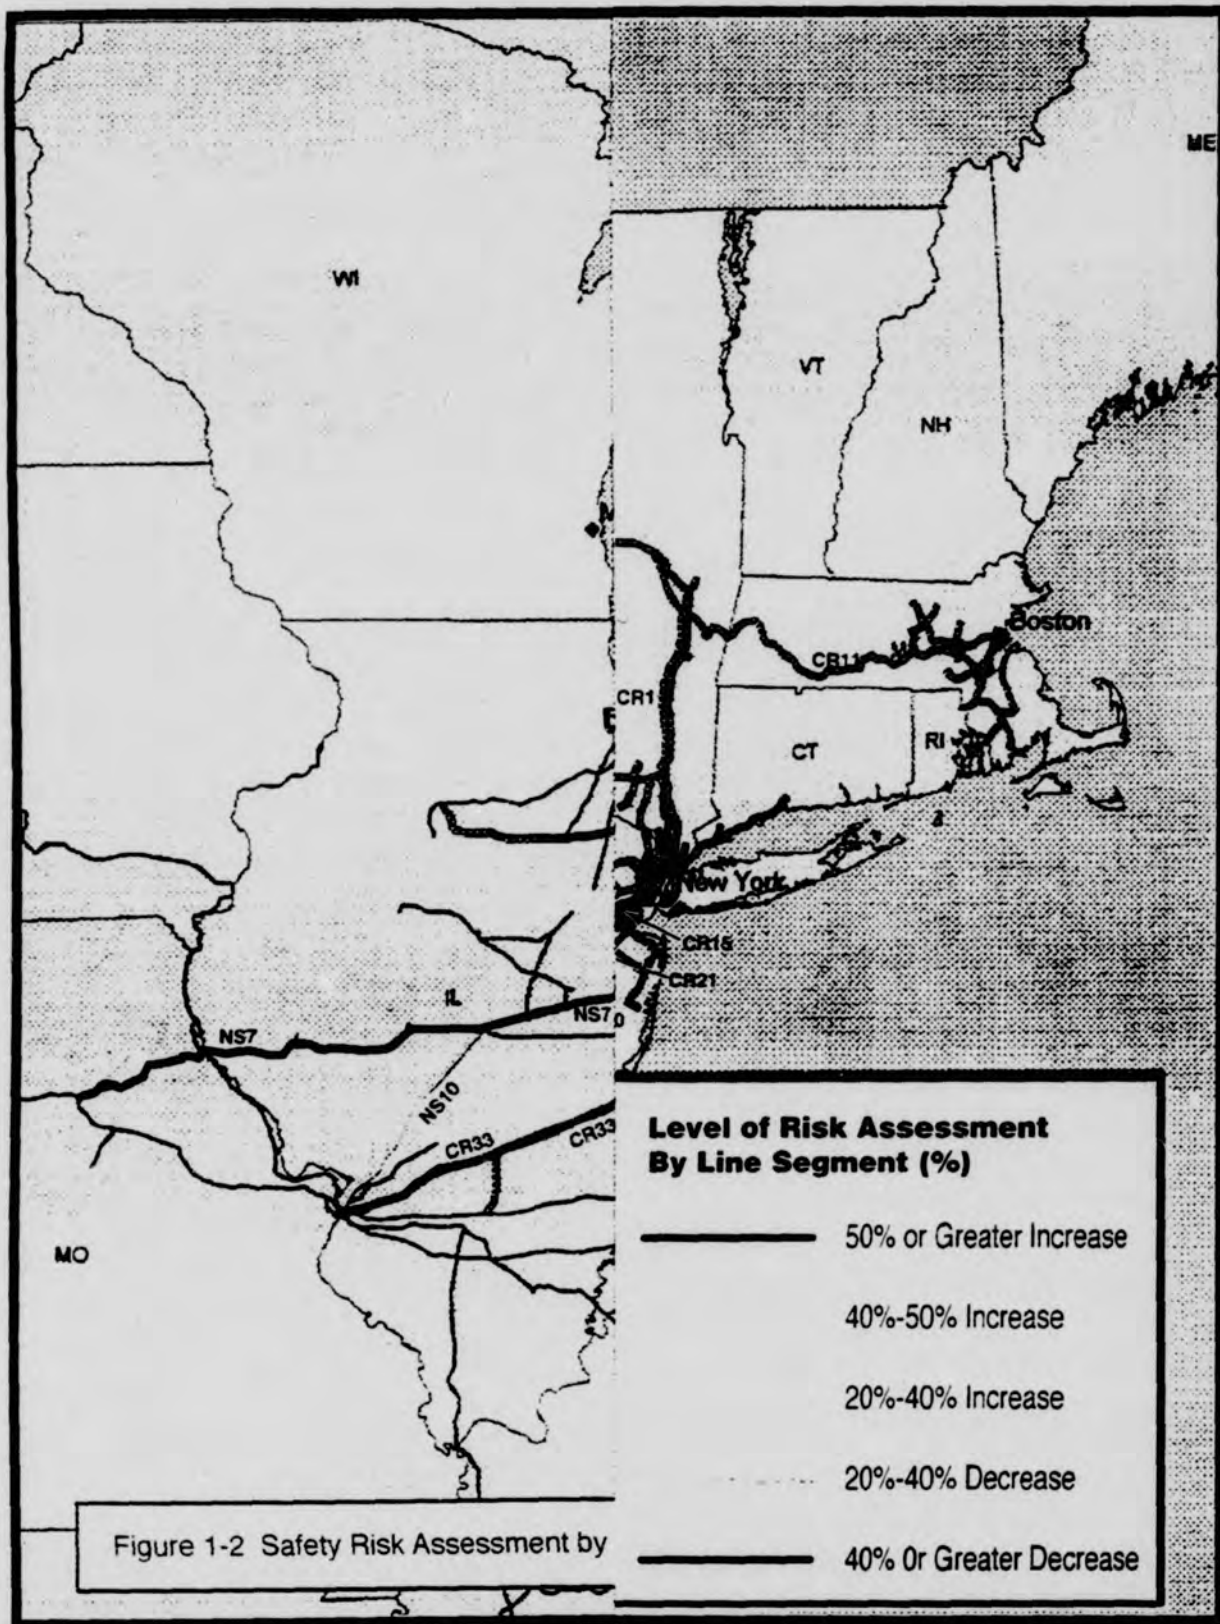 ME
WI
VT
NH
Boston
CR11
CR1
CT
RI
New York
CR15
CR21
IL
NS7
NS7
NS10
CR33
CR33
MO
Level of Risk Assessment
By Line Segment (%)
50% or Greater Increase
40%-50% Increase
20%-40% Increase
20%-40% Decrease
40% Or Greater Decrease
Figure 1-2 Safety Risk Assessment by